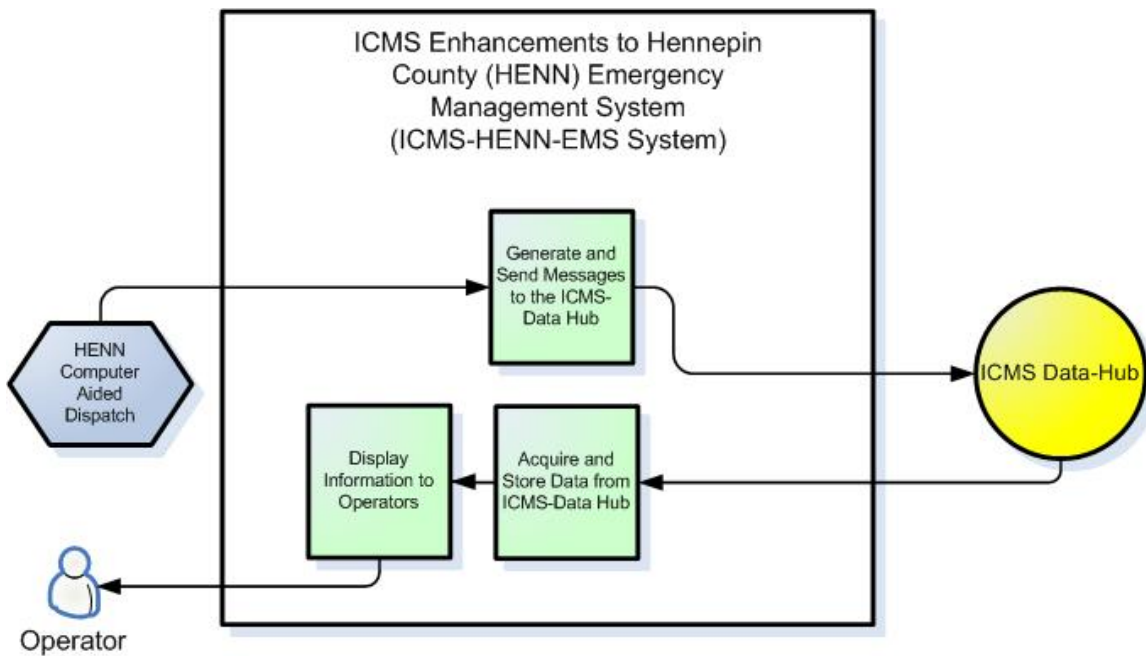 ICMS Enhancements to Hennepin
County (HENN) Emergency
Management System
(ICMS-HENN-EMS System)
Generate and
Send Messages
to the ICMS-
Data Hub
HENN
Computer
Aided
Dispatch
ICMS Data-Hub
Display
Information to
Operators
Acquire and
Store Data from
ICMS-Data Hub
Operator